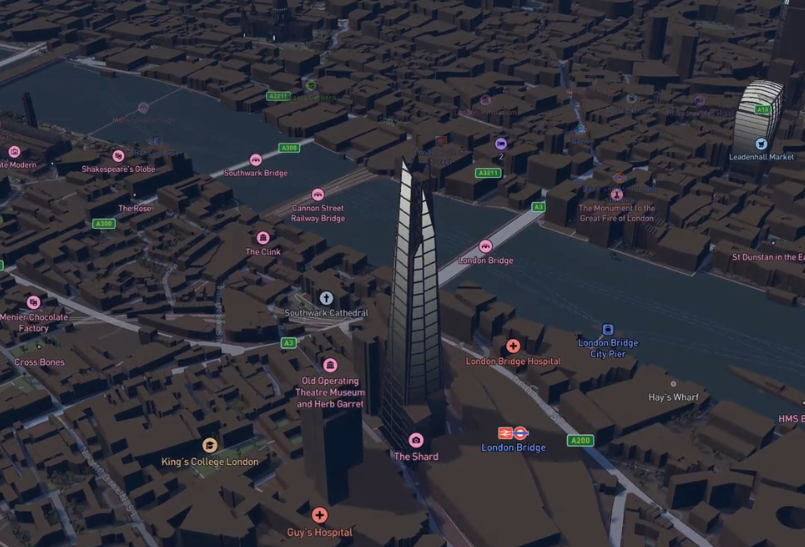 A3211
A10
2
Leadenhall Market
A300
Southwark Bridge
A3211
te Modern
Shakespeare's Globe
The Rose
A300
Cannon Street
Railway Bridge
A3
The Monument to the
Great Fire of London
The Clink
London Bridge
St Dunstan in the Ea
Southwark Cathedral
Menier Chocolate
Factory
Cross Bones
A3
London Bridge
City Pier
London Bridge Hospital
Old Operating
Theatre Museum
and Herb Garret
Hay's Wharf
HMS B
King's College London
The Shard
London Bridge
A200
Guy's Hospital